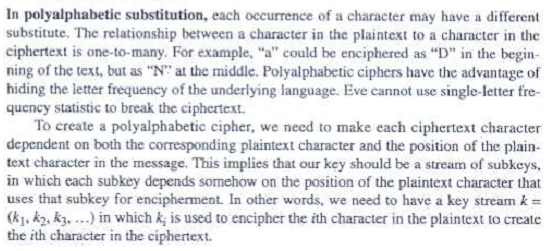 In polyalphabetic substitution, each occurrence of a character may have a different
substitute. The relationship between a character in the plaintext to a character in the
ciphertext is one-to-many. For example, "a" could be enciphered as "D" in the begin-
ning of the text, but as "N" at the middle. Polyalphabetic ciphers have the advantage of
hiding the letter frequency of the underlying language. Eve cannot use single-letter fre-
quency statistic to break the ciphertext.
To create a polyalphabetic cipher, we need to make each ciphertext character
dependent on both the corresponding plaintext character and the position of the plain-
text character in the message. This implies that our key should be a stream of subkeys,
in which each subkey depends somehow on the position of the plaintext character that
uses that subkey for encipherment. In other words, we need to have a key stream k =
(k₁, k₂, k₃, ...) in which kᵢ is used to encipher the ith character in the plaintext to create
the ith character in the ciphertext.